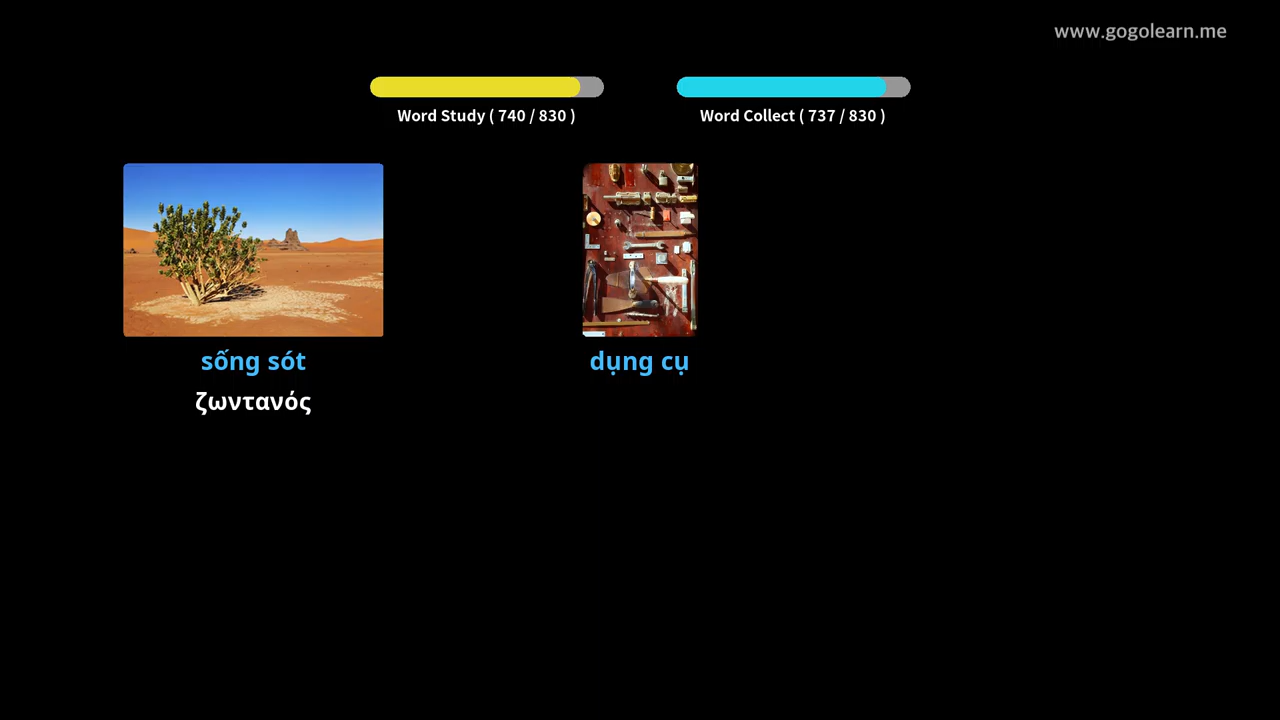 www.gogolearn.me
Word Study ( 740 / 830 )
Word Collect ( 737 / 830 )
sống sót
dụng cụ
ζωντανός